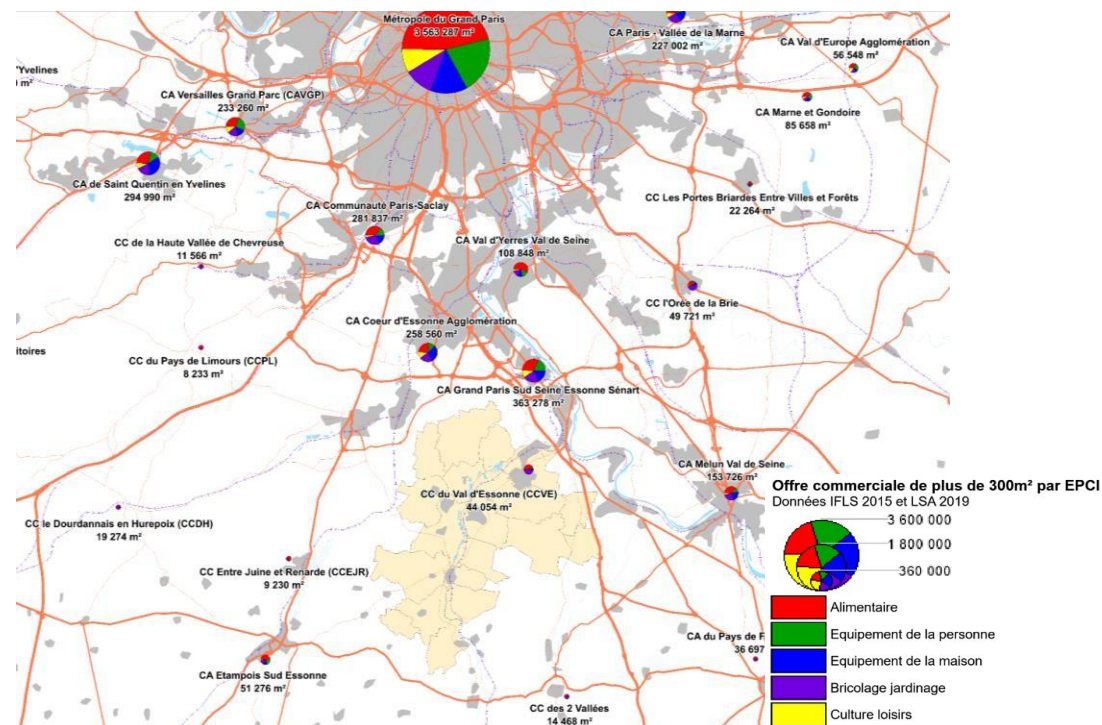 Métropole du Grand Paris
3 563 287 m²
CA Paris - Vallée de la Marne
227 002 m²
CA Val d'Europe Agglomération
56 548 m²
Yvelines
m²
CA Versailles Grand Parc (CAVGP)
233 260 m²
CA Marne et Gondoire
85 658 m²
CA de Saint Quentin en Yvelines
294 990 m²
CC Les Portes Briardes Entre Villes et Forêts
22 264 m²
CA Communauté Paris-Saclay
281 837 m²
CC de la Haute Vallée de Chevreuse
11 566 m²
CA Val d'Yerres Val de Seine
108 848 m²
CC l'Orée de la Brie
49 721 m²
CA Coeur d'Essonne Agglomération
258 560 m²
itoires
CC du Pays de Limours (CCPL)
8 233 m²
CA Grand Paris Sud Seine Essonne Sénart
363 278 m²
CA Melun Val de Seine
153 726 m²
CC du Val d'Essonne (CCVE)
44 054 m²
CC le Dourdannais en Hurepoix (CCDH)
19 274 m²
CC Entre Juine et Renarde (CCEJR)
9 230 m²
CA du Pays de F
36 697
CA Etampois Sud Essonne
51 276 m²
CC des 2 Vallées
14 468 m²
Offre commerciale de plus de 300m² par EPCI
Données IFLS 2015 et LSA 2019
3 600 000
1 800 000
360 000
Alimentaire
Equipement de la personne
Equipement de la maison
Bricolage jardinage
Culture loisirs